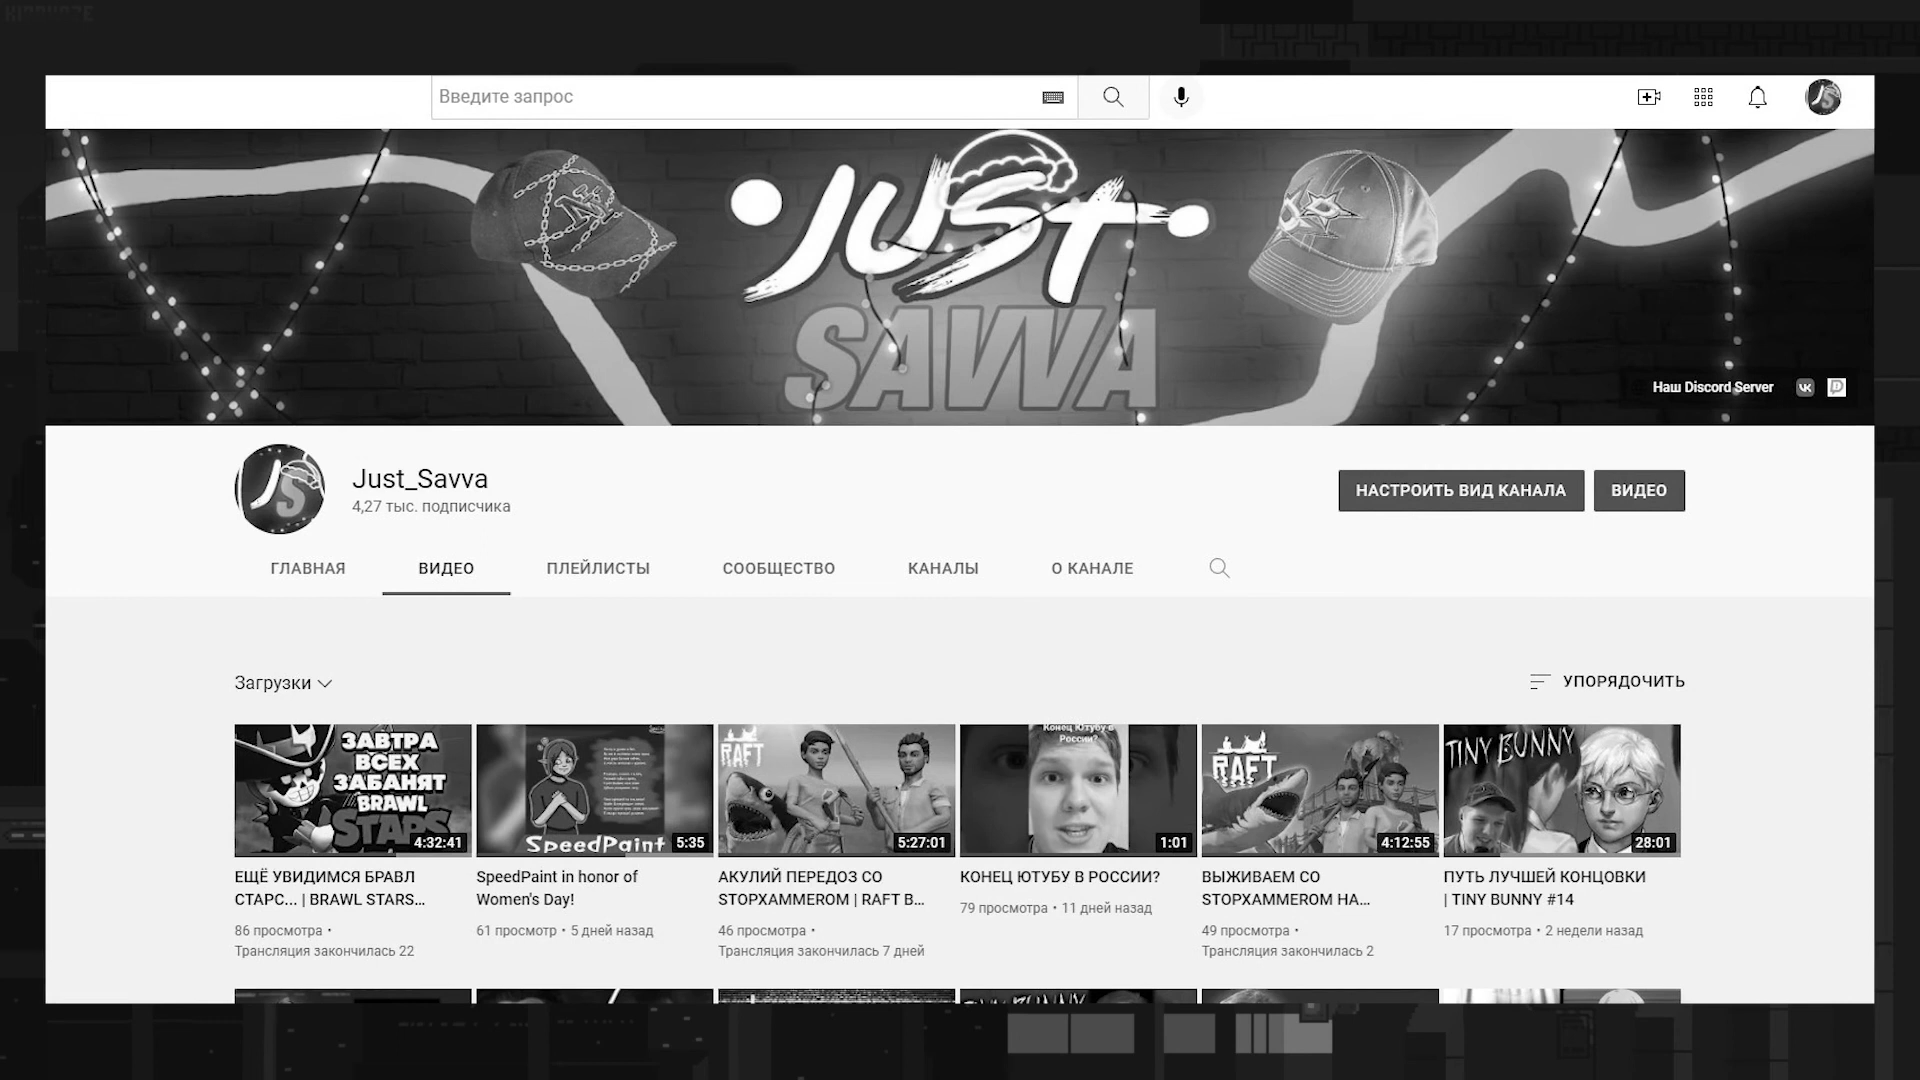 Введите запрос
JUST
SAVVA
Наш Discord Server
Just_Savva
4,27 тыс. подписчика
НАСТРОИТЬ ВИД КАНАЛА
ВИДЕО
ГЛАВНАЯ
ВИДЕО
ПЛЕЙЛИСТЫ
СООБЩЕСТВО
КАНАЛЫ
О КАНАЛЕ
Загрузки
УПОРЯДОЧИТЬ
ЗАВТРА
ВСЕХ
ЗАБАНЯТ
BRAWL
STARS
4:32:41
ЕЩЁ УВИДИМСЯ БРАВЛ
СТАРС... | BRAWL STARS...
86 просмотра •
Трансляция закончилась 22
SpeedPaint
5:35
SpeedPaint in honor of
Women's Day!
61 просмотр • 5 дней назад
RAFT
5:27:01
АКУЛИЙ ПЕРЕДОЗ СО
STOPXAMMEROM | RAFT В...
46 просмотра •
Трансляция закончилась 7 дней
Конец Ютубу в
России?
1:01
КОНЕЦ ЮТУБУ В РОССИИ?
79 просмотра • 11 дней назад
RAFT
4:12:55
ВЫЖИВАЕМ СО
STOPXAMMEROM НА...
49 просмотра •
Трансляция закончилась 2
TINY BUNNY
28:01
ПУТЬ ЛУЧШЕЙ КОНЦОВКИ
| TINY BUNNY #14
17 просмотра • 2 недели назад